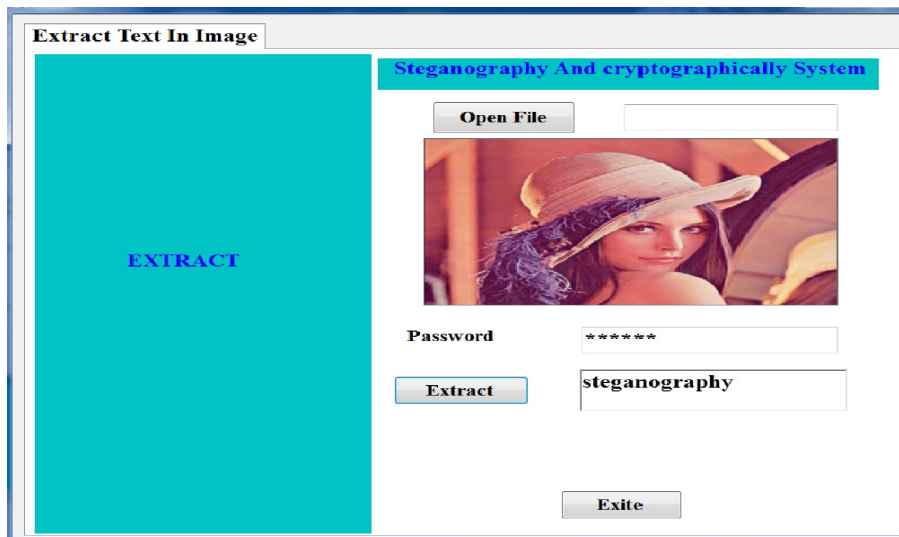 Extract Text In Image
Steganography And cryptographically System
Open File
EXTRACT
Password ******
Extract steganography
Exite